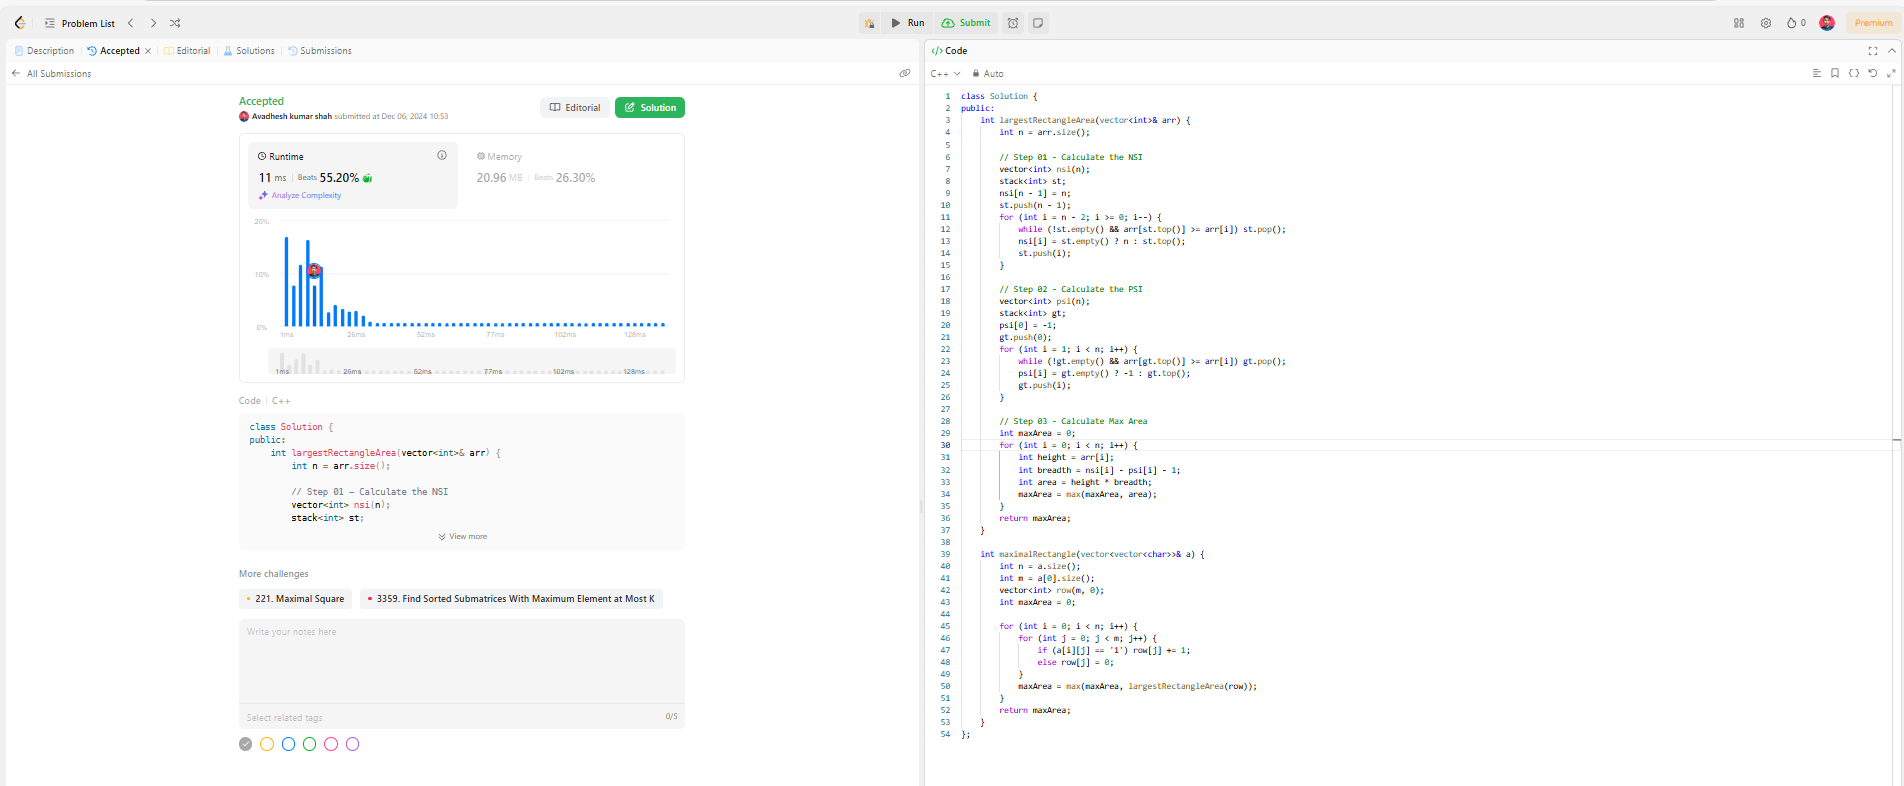 Problem List
Run
Submit
0
Premium
Description
Accepted
Editorial
Solutions
Submissions
All Submissions
Accepted
Avadhesh kumar shah submitted at Dec 06, 2024 10:53
Editorial
Solution
Runtime
11 ms | Beats 55.20%
Analyze Complexity
Memory
20.96 MB | Beats 26.30%
20%
10%
0%
1ms 26ms 52ms 77ms 102ms 128ms
1ms 26ms 52ms 77ms 102ms 128ms
Code | C++
class Solution {
public:
    int largestRectangleArea(vector<int>& arr) {
        int n = arr.size();
        // Step 01 – Calculate the NSI
        vector<int> nsi(n);
        stack<int> st;
View more
More challenges
221. Maximal Square
3359. Find Sorted Submatrices With Maximum Element at Most K
Write your notes here
Select related tags
0/5
</> Code
C++
Auto
1 class Solution {
2 public:
3     int largestRectangleArea(vector<int>& arr) {
4         int n = arr.size();
5
6         // Step 01 - Calculate the NSI
7         vector<int> nsi(n);
8         stack<int> st;
9         nsi[n - 1] = n;
10         st.push(n - 1);
11         for (int i = n - 2; i >= 0; i--) {
12             while (!st.empty() && arr[st.top()] >= arr[i]) st.pop();
13             nsi[i] = st.empty() ? n : st.top();
14             st.push(i);
15         }
16
17         // Step 02 - Calculate the PSI
18         vector<int> psi(n);
19         stack<int> gt;
20         psi[0] = -1;
21         gt.push(0);
22         for (int i = 1; i < n; i++) {
23             while (!gt.empty() && arr[gt.top()] >= arr[i]) gt.pop();
24             psi[i] = gt.empty() ? -1 : gt.top();
25             gt.push(i);
26         }
27
28         // Step 03 - Calculate Max Area
29         int maxArea = 0;
30         for (int i = 0; i < n; i++) {
31             int height = arr[i];
32             int breadth = nsi[i] - psi[i] - 1;
33             int area = height * breadth;
34             maxArea = max(maxArea, area);
35         }
36         return maxArea;
37     }
38
39     int maximalRectangle(vector<vector<char>>& a) {
40         int n = a.size();
41         int m = a[0].size();
42         vector<int> row(m, 0);
43         int maxArea = 0;
44
45         for (int i = 0; i < n; i++) {
46             for (int j = 0; j < m; j++) {
47                 if (a[i][j] == '1') row[j] += 1;
48                 else row[j] = 0;
49             }
50             maxArea = max(maxArea, largestRectangleArea(row));
51         }
52         return maxArea;
53     }
54 };